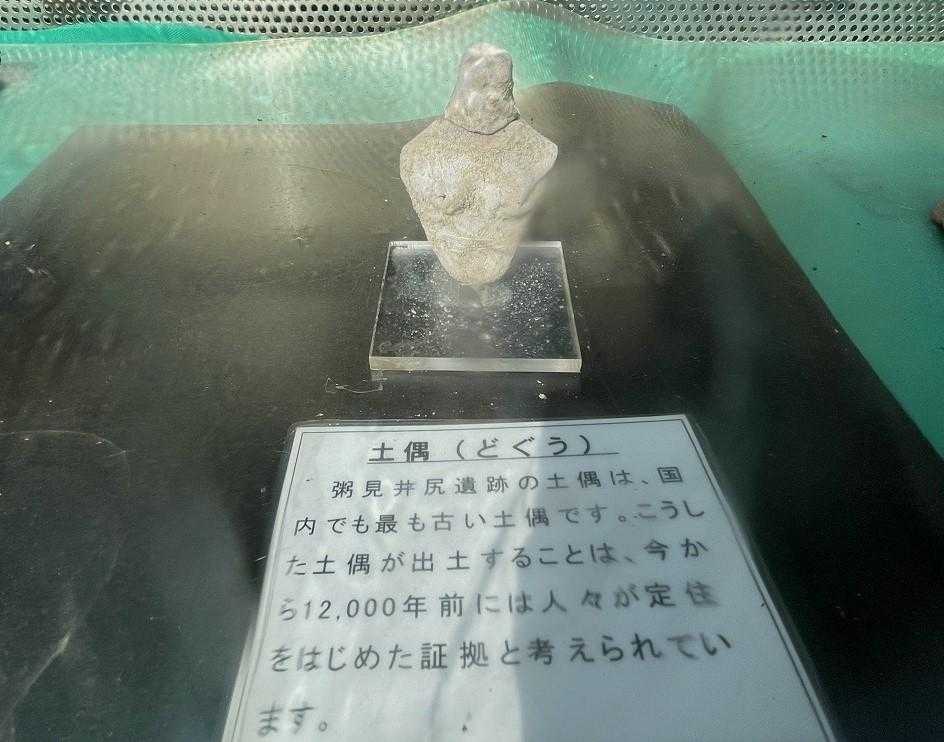 土偶（どぐう）
粥見井尻遺跡の土偶は、国
内でも最も古い土偶です。こうし
た土偶が出土することは、今か
ら12,000年前には人々が定住
をはじめた証拠と考えられてい
ます。